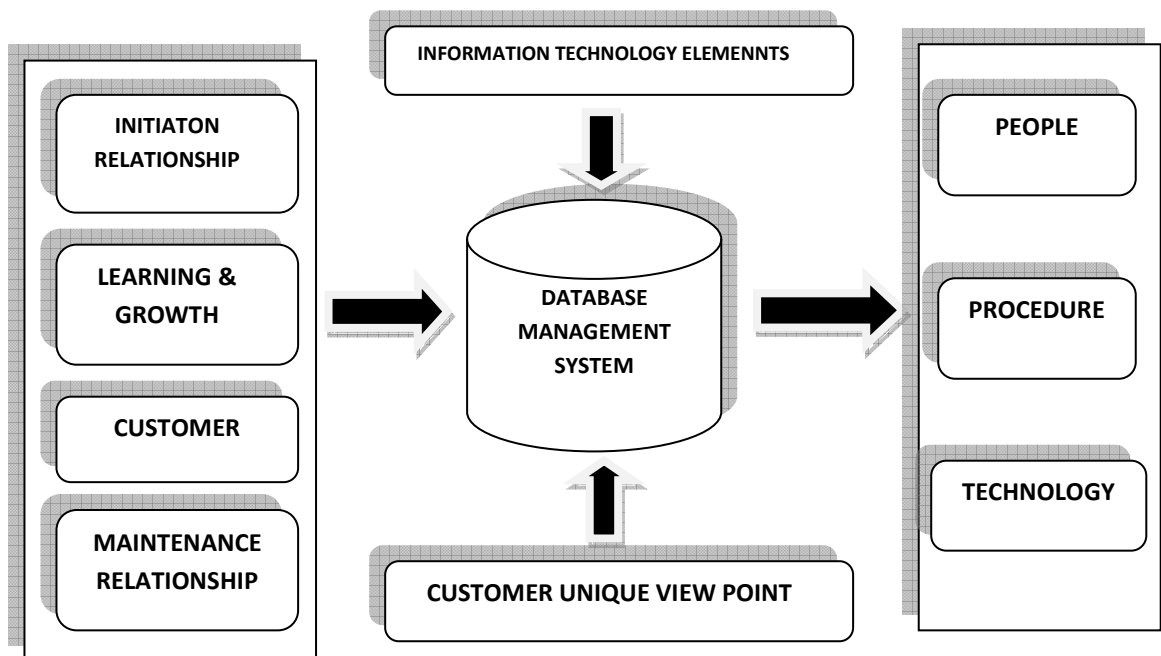 INITIATON
RELATIONSHIP
LEARNING &
GROWTH
CUSTOMER
MAINTENANCE
RELATIONSHIP
INFORMATION TECHNOLOGY ELEMENNTS
DATABASE
MANAGEMENT
SYSTEM
CUSTOMER UNIQUE VIEW POINT
PEOPLE
PROCEDURE
TECHNOLOGY